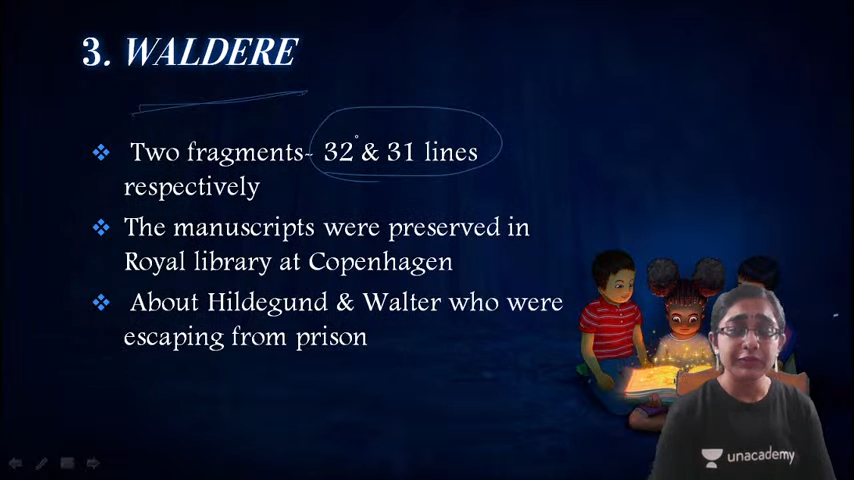 3. WALDERE
Two fragments- 32 & 31 lines
respectively
The manuscripts were preserved in
Royal library at Copenhagen
About Hildegund & Walter who were
escaping from prison
unacademy